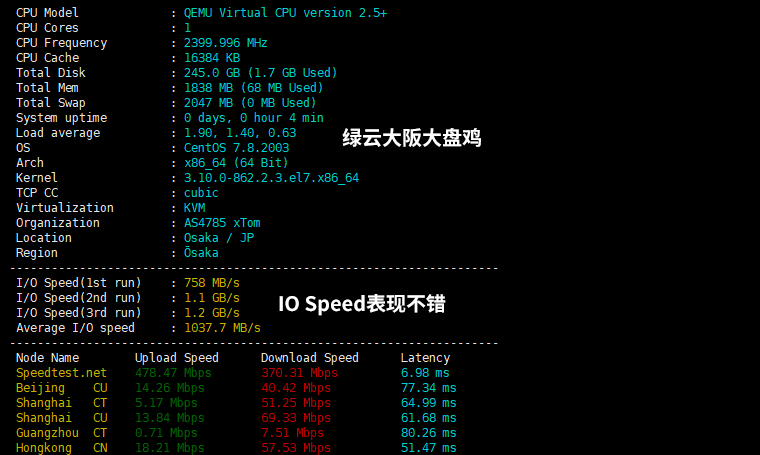 CPU Model : QEMU Virtual CPU version 2.5+
CPU Cores : 1
CPU Frequency : 2399.996 MHz
CPU Cache : 16384 KB
Total Disk : 245.0 GB (1.7 GB Used)
Total Mem : 1838 MB (68 MB Used)
Total Swap : 2047 MB (0 MB Used)
System uptime : 0 days, 0 hour 4 min
Load average : 1.90, 1.40, 0.63
绿云大阪大盘鸡
OS : CentOS 7.8.2003
Arch : x86_64 (64 Bit)
Kernel : 3.10.0-862.2.3.el7.x86_64
TCP CC : cubic
Virtualization : KVM
Organization : AS4785 xTom
Location : Osaka / JP
Region : Ōsaka
----------------------------------------------------------------------
I/O Speed(1st run) : 758 MB/s
I/O Speed(2nd run) : 1.1 GB/s
IO Speed表现不错
I/O Speed(3rd run) : 1.2 GB/s
Average I/O speed : 1037.7 MB/s
----------------------------------------------------------------------
Node Name Upload Speed Download Speed Latency
Speedtest.net 478.47 Mbps 370.31 Mbps 6.98 ms
Beijing CU 14.26 Mbps 40.42 Mbps 77.34 ms
Shanghai CT 5.17 Mbps 51.25 Mbps 64.99 ms
Shanghai CU 13.84 Mbps 69.33 Mbps 61.68 ms
Guangzhou CT 0.71 Mbps 7.51 Mbps 80.26 ms
Hongkong CN 18.21 Mbps 57.53 Mbps 51.47 ms